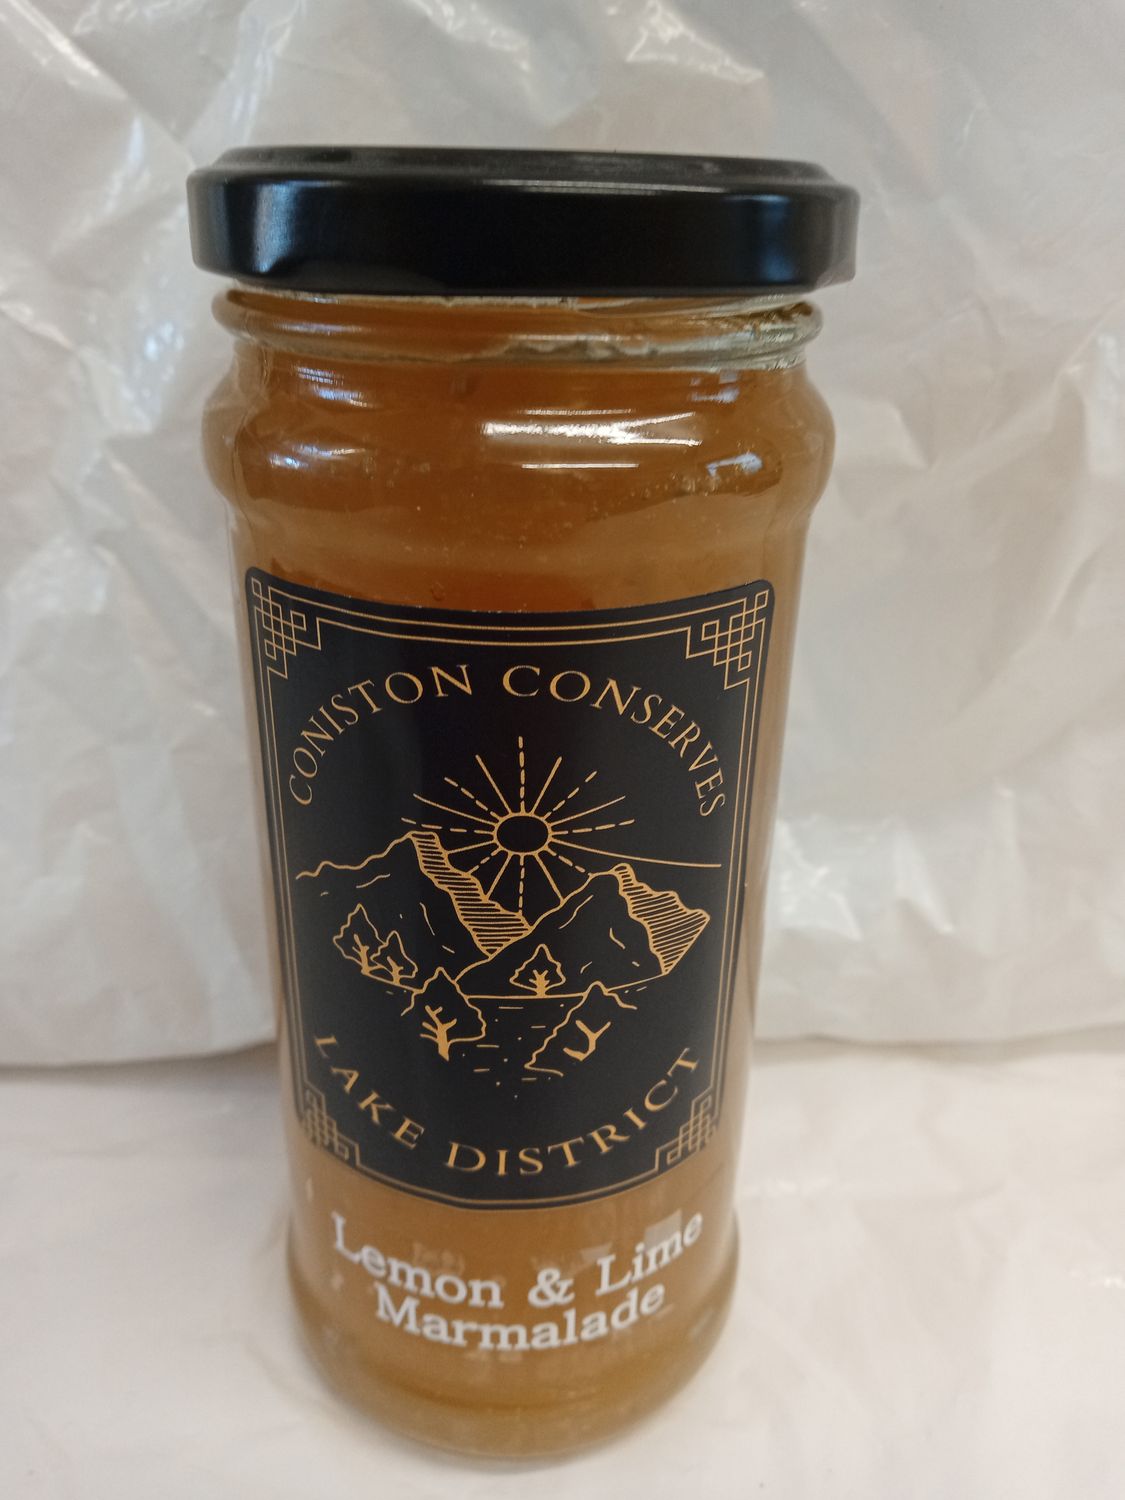 CONISTON CONSERVES
LAKE DISTRICT
Lemon & Lime
Marmalade